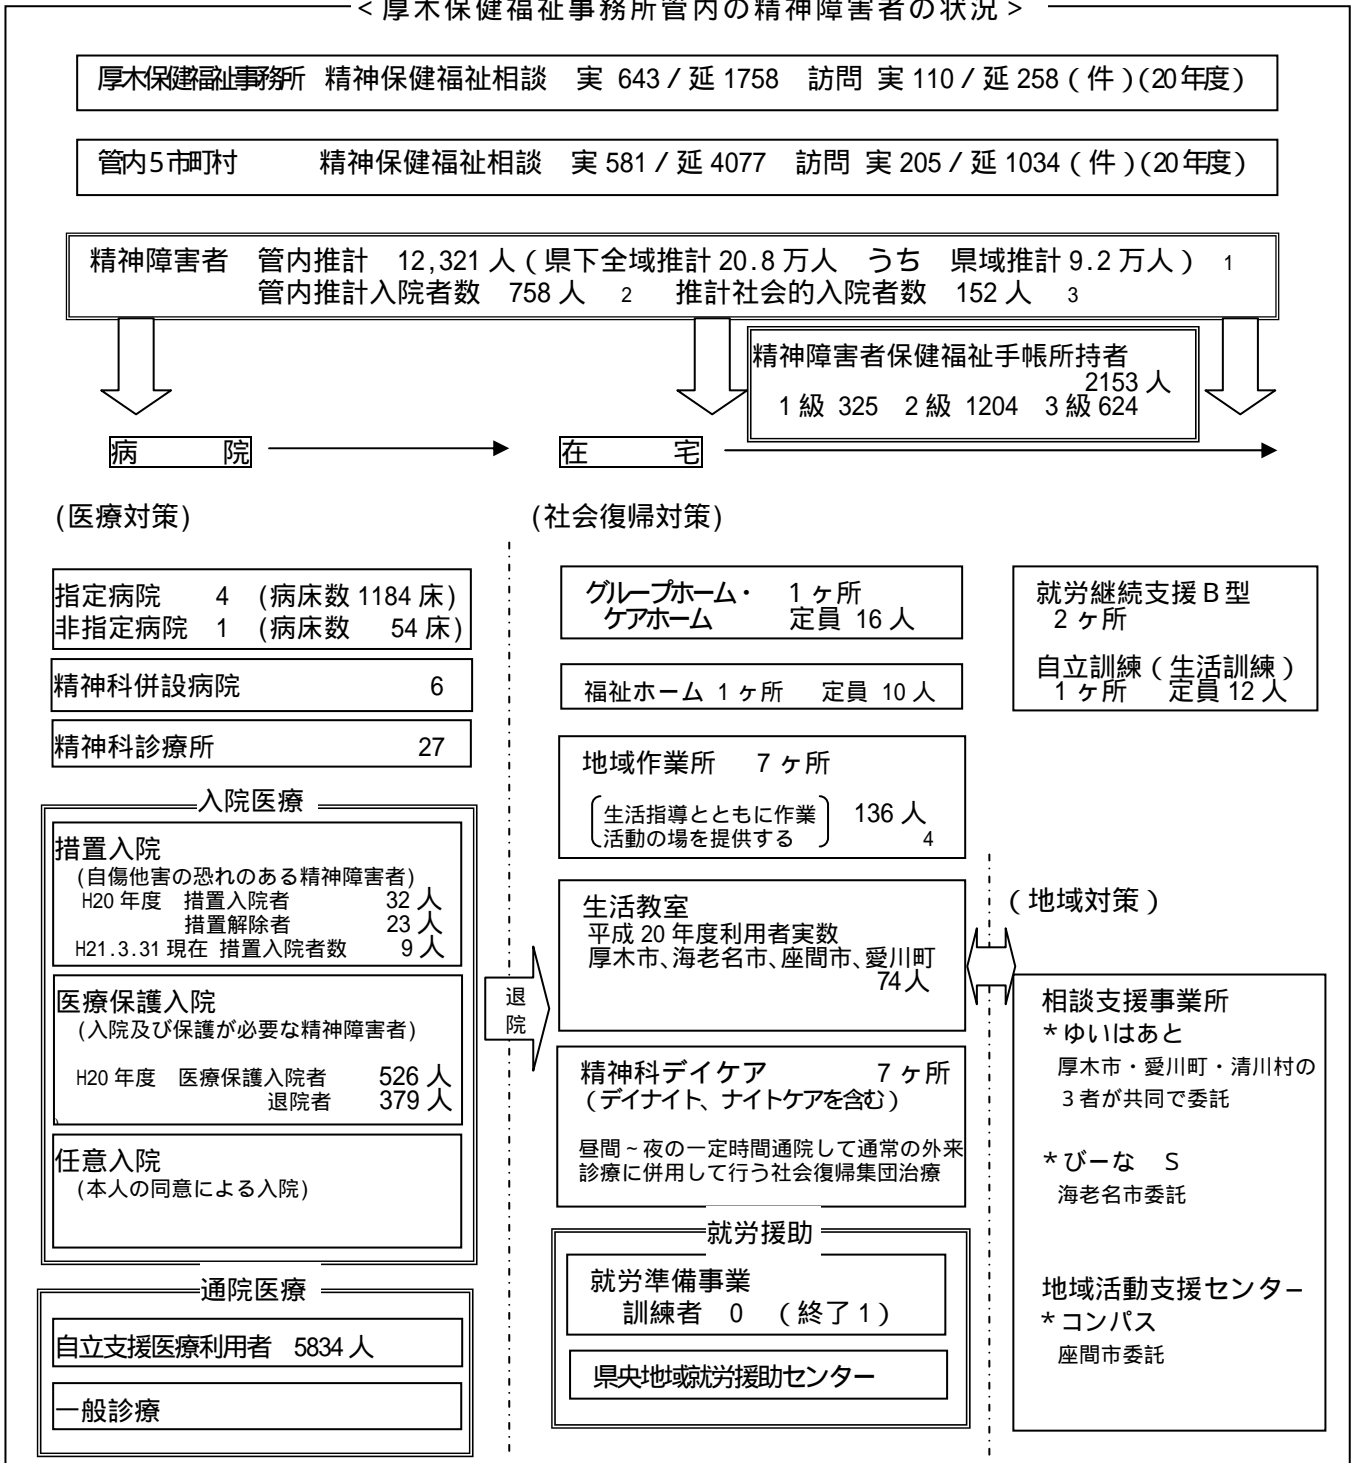 ＜厚木保健福祉事務所管内の精神障害者の状況＞
厚木保健福祉事務所 精神保健福祉相談 実 643 / 延 1758 訪問 実 110 / 延 258 (件) (20年度)
管内5市町村 精神保健福祉相談 実 581 / 延 4077 訪問 実 205 / 延 1034 (件) (20年度)
精神障害者 管内推計 12,321 人 (県下全域推計 20.8 万人 うち 県域推計 9.2 万人) 1
管内推計入院者数 758 人 2 推計社会的入院者数 152 人 3
精神障害者保健福祉手帳所持者
2153 人
1 級 325 2 級 1204 3 級 624
病 院
在 宅
(医療対策)
指定病院 4 (病床数 1184 床)
非指定病院 1 (病床数 54 床)
精神科併設病院 6
精神科診療所 27
入院医療
措置入院
(自傷他害の恐れのある精神障害者)
H20 年度 措置入院者 32 人
措置解除者 23 人
H21.3.31 現在 措置入院者数 9 人
医療保護入院
(入院及び保護が必要な精神障害者)
H20 年度 医療保護入院者 526 人
退院者 379 人
任意入院
(本人の同意による入院)
通院医療
自立支援医療利用者 5834 人
一般診療
退
院
(社会復帰対策)
グループホーム・ 1 ヶ所
ケアホーム 定員 16 人
福祉ホーム 1 ヶ所 定員 10 人
地域作業所 7 ヶ所
生活指導とともに作業 136 人
活動の場を提供する 4
生活教室
平成 20 年度利用者実数
厚木市、海老名市、座間市、愛川町
74 人
精神科デイケア 7 ヶ所
(デイナイト、ナイトケアを含む)
昼間～夜の一定時間通院して通常の外来
診療に併用して行う社会復帰集団治療
就労援助
就労準備事業
訓練者 0 (終了 1)
県央地域就労援助センター
就労継続支援 B 型
2 ヶ所
自立訓練 (生活訓練)
1 ヶ所 定員 12 人
(地域対策)
相談支援事業所
*ゆいはあと
厚木市・愛川町・清川村の
3 者が共同で委託
*びーな S
海老名市委託
地域活動支援センター
*コンパス
座間市委託